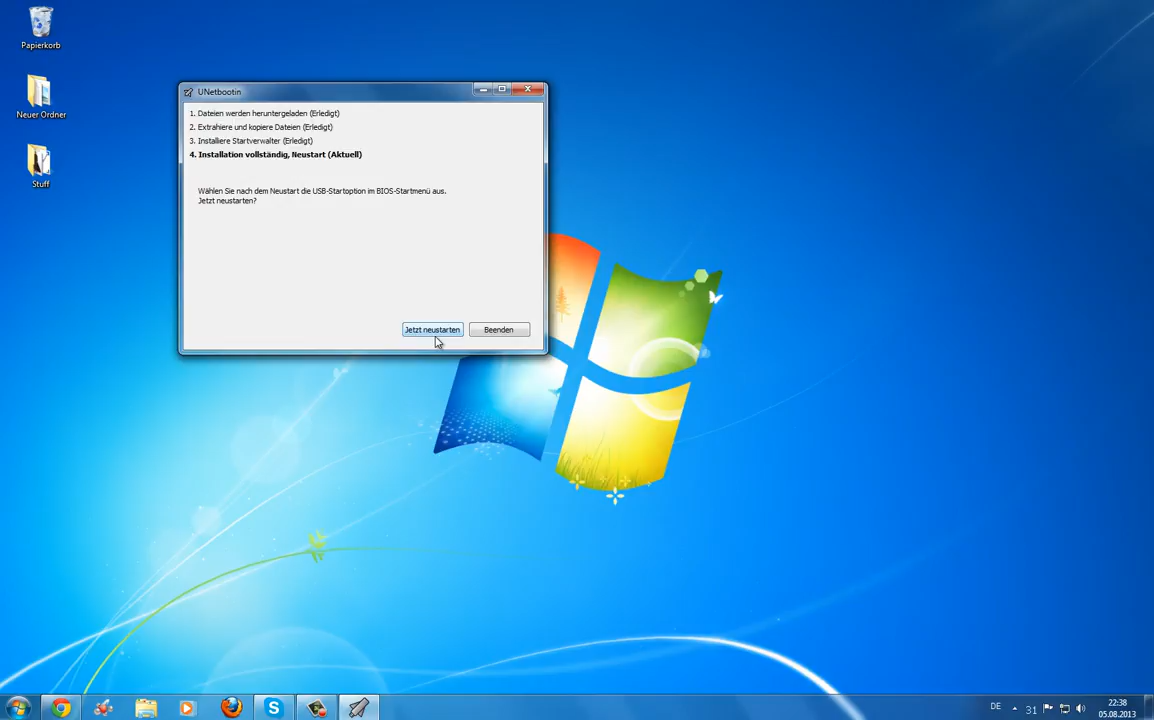 Papierkorb
Neuer Ordner
Stuff
UNetbootin
1. Dateien werden heruntergeladen (Erledigt)
2. Extrahiere und kopiere Dateien (Erledigt)
3. Installiere Startverwalter (Erledigt)
4. Installation vollständig, Neustart (Aktuell)
Wählen Sie nach dem Neustart die USB-Startoption im BIOS-Startmenü aus.
Jetzt neustarten?
Jetzt neustarten
Beenden
DE
31
22:38
05.08.2013